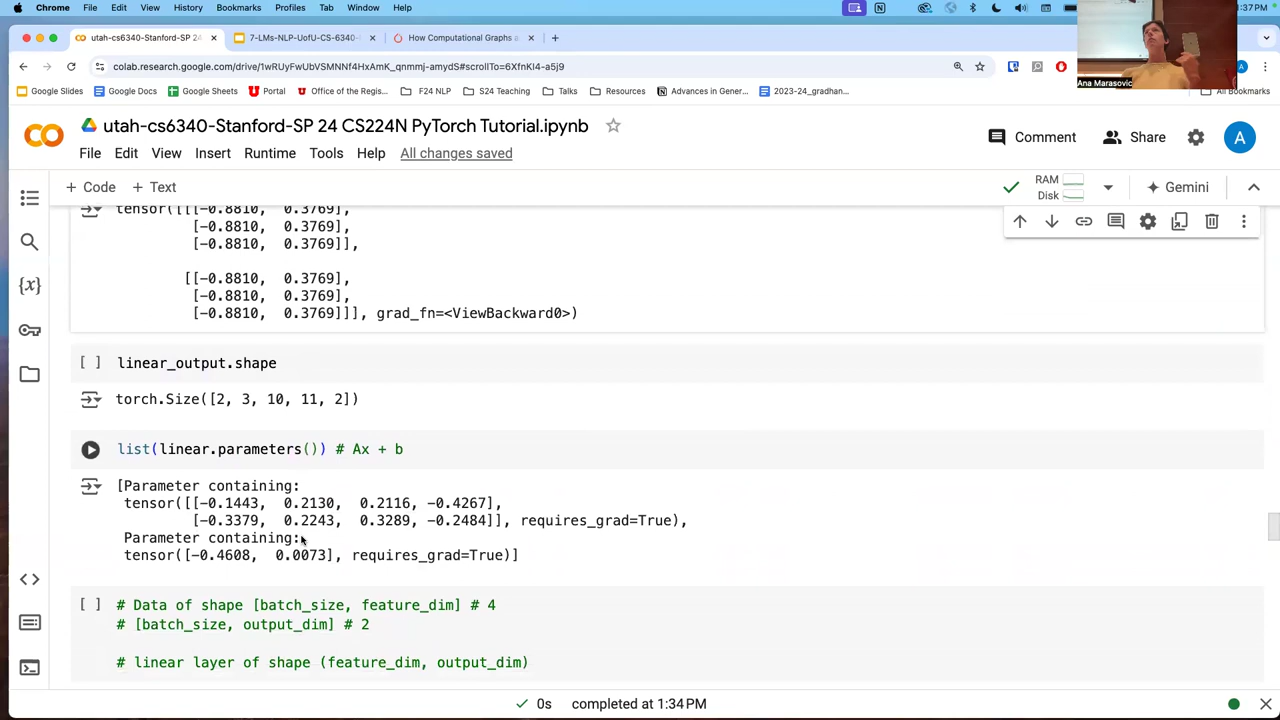 Chrome File Edit View History Bookmarks Profiles Tab Window Help
1:37 PM
utah-cs6340-Stanford-SP 24
7-LMs-NLP-UofU-CS-6340-
How Computational Graphs a
colab.research.google.com/drive/1wRUyFwUbVSMNNf4HxAmK_qnmmj-amydS#scrollTo=6XfnKI4-a5j9
Google Slides Google Docs Google Sheets Portal Office of the Regi... F24 NLP S24 Teaching Talks Resources Advances in Gener... 2023-24_gradhan... All Bookmarks
Ana Marasovic
utah-cs6340-Stanford-SP 24 CS224N PyTorch Tutorial.ipynb
Comment Share A
File Edit View Insert Runtime Tools Help All changes saved
+ Code + Text
RAM
Disk
Gemini
tensor([[[-0.8810, 0.3769],
[-0.8810, 0.3769],
[-0.8810, 0.3769]],
[[-0.8810, 0.3769],
[-0.8810, 0.3769],
[-0.8810, 0.3769]]], grad_fn=<ViewBackward0>)
[ ] linear_output.shape
torch.Size([2, 3, 10, 11, 2])
list(linear.parameters()) # Ax + b
[Parameter containing:
tensor([[-0.1443, 0.2130, 0.2116, -0.4267],
[-0.3379, 0.2243, 0.3289, -0.2484]], requires_grad=True),
Parameter containing:
tensor([-0.4608, 0.0073], requires_grad=True)]
[ ] # Data of shape [batch_size, feature_dim] # 4
# [batch_size, output_dim] # 2
# linear layer of shape (feature_dim, output_dim)
0s completed at 1:34 PM